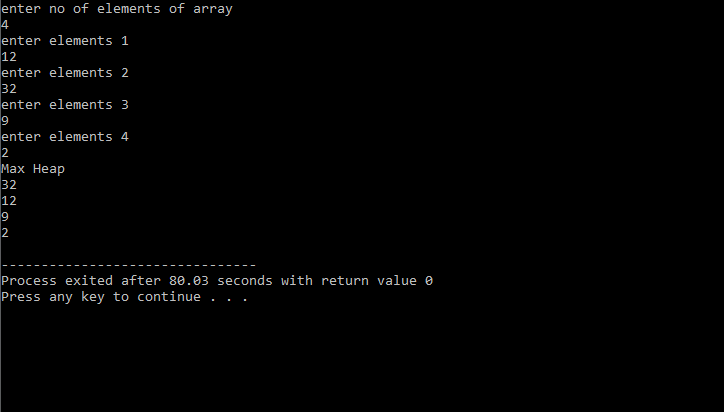 enter no of elements of array
4
enter elements 1
12
enter elements 2
32
enter elements 3
9
enter elements 4
2
Max Heap
32
12
9
2
--------------------------------
Process exited after 80.03 seconds with return value 0
Press any key to continue . . .